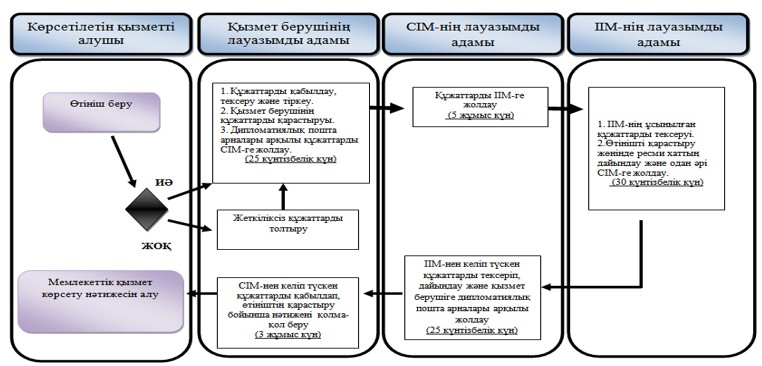 Көрсетілетін қызметті
алушы
Қызмет берушінің
лауазымды адамы
СІМ-нің лауазымды
адамы
ІІМ-нің лауазымды
адамы
Өтініш беру
ИӘ
ЖОҚ
1. Құжаттарды қабылдау,
тексеру және тіркеу.
2. Қызмет берушінің
құжаттарды қарастыруы.
3. Дипломатиялық пошта
арналары арқылы құжаттарды
СІМ-ге жолдау.
(25 күнтізбелік күн)
Жеткіліксіз құжаттарды
толтыру
Құжаттарды ІІМ-ге
жолдау
(5 жұмыс күн)
1. ІІМ-нің ұсынылған
құжаттарды тексеруі.
2.Өтінішті қарастыру
жөнінде ресми хаттың
дайындау және одан әрі
СІМ-ге жолдау.
(30 күнтізбелік күн)
ІІМ-нен келіп түскен
құжаттарды тексеріп,
дайындау және қызмет
берушіге дипломатиялық
пошта арналары арқылы
жолдау
(25 күнтізбелік күн)
СІМ-нен келіп түскен
құжаттарды қабылдап,
өтініштін қарастыру
бойынша нәтижені қолма-
қол беру
(3 жұмыс күн)
Мемлекеттік қызмет
көрсету нәтижесін алу